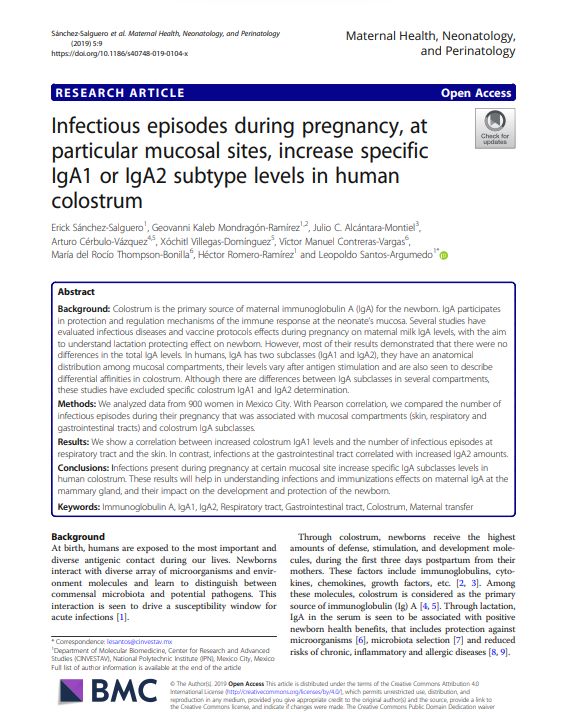 Sánchez-Salguero et al. Maternal Health, Neonatology, and Perinatology
(2019) 5:9
https://doi.org/10.1186/s40748-019-0104-x
Maternal Health, Neonatology,
and Perinatology
RESEARCH ARTICLE
Open Access
Check for
updates
Infectious episodes during pregnancy, at
particular mucosal sites, increase specific
IgA1 or IgA2 subtype levels in human
colostrum
Erick Sánchez-Salguero1, Geovanni Kaleb Mondragón-Ramírez1,2, Julio C. Alcántara-Montiel3,
Arturo Cérbulo-Vázquez4,5, Xóchitl Villegas-Domínguez5, Víctor Manuel Contreras-Vargas6,
María del Rocío Thompson-Bonilla6, Héctor Romero-Ramírez1 and Leopoldo Santos-Argumedo1*
Abstract
Background: Colostrum is the primary source of maternal immunoglobulin A (IgA) for the newborn. IgA participates
in protection and regulation mechanisms of the immune response at the neonate's mucosa. Several studies have
evaluated infectious diseases and vaccine protocols effects during pregnancy on maternal milk IgA levels, with the aim
to understand lactation protecting effect on newborn. However, most of their results demonstrated that there were no
differences in the total IgA levels. In humans, IgA has two subclasses (IgA1 and IgA2), they have an anatomical
distribution among mucosal compartments, their levels vary after antigen stimulation and are also seen to describe
differential affinities in colostrum. Although there are differences between IgA subclasses in several compartments,
these studies have excluded specific colostrum IgA1 and IgA2 determination.
Methods: We analyzed data from 900 women in Mexico City. With Pearson correlation, we compared the number of
infectious episodes during their pregnancy that was associated with mucosal compartments (skin, respiratory and
gastrointestinal tracts) and colostrum IgA subclasses.
Results: We show a correlation between increased colostrum IgA1 levels and the number of infectious episodes at
respiratory tract and the skin. In contrast, infections at the gastrointestinal tract correlated with increased IgA2 amounts.
Conclusions: Infections present during pregnancy at certain mucosal site increase specific IgA subclasses levels in
human colostrum. These results will help in understanding infections and immunizations effects on maternal IgA at the
mammary gland, and their impact on the development and protection of the newborn.
Keywords: Immunoglobulin A, IgA1, IgA2, Respiratory tract, Gastrointestinal tract, Colostrum, Maternal transfer
Background
At birth, humans are exposed to the most important and
diverse antigenic contact during our lives. Newborns
interact with diverse array of microorganisms and envir-
onment molecules and learn to distinguish between
commensal microbiota and potential pathogens. This
interaction is seen to drive a susceptibility window for
acute infections [1].
Through colostrum, newborns receive the highest
amounts of defense, stimulation, and development mole-
cules, during the first three days postpartum from their
mothers. These factors include immunoglobulins, cyto-
kines, chemokines, growth factors, etc. [2, 3]. Among
these molecules, colostrum is considered as the primary
source of immunoglobulin (Ig) A [4, 5]. Through lactation,
IgA in the serum is seen to be associated with positive
newborn health benefits, that includes protection against
microorganisms [6], microbiota selection [7] and reduced
risks of chronic, inflammatory and allergic diseases [8, 9].
* Correspondence: lesantos@cinvestav.mx
1Department of Molecular Biomedicine, Center for Research and Advanced
Studies (CINVESTAV), National Polytechnic Institute (IPN), Mexico City, Mexico
Full list of author information is available at the end of the article
BMC
© The Author(s). 2019 Open Access This article is distributed under the terms of the Creative Commons Attribution 4.0
International License (http://creativecommons.org/licenses/by/4.0/), which permits unrestricted use, distribution, and
reproduction in any medium, provided you give appropriate credit to the original author(s) and the source, provide a link to
the Creative Commons license, and indicate if changes were made. The Creative Commons Public Domain Dedication waiver